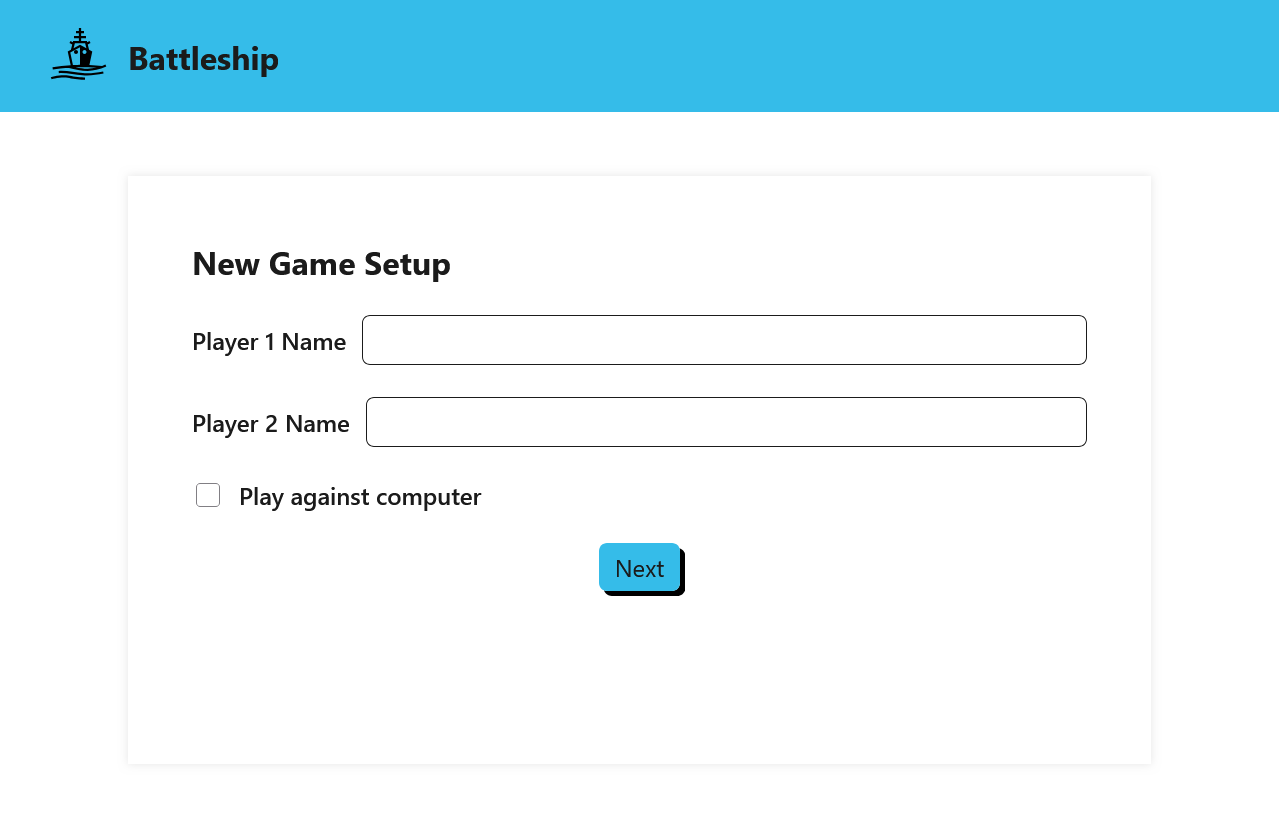 Battleship
New Game Setup
Player 1 Name
Player 2 Name
Play against computer
Next